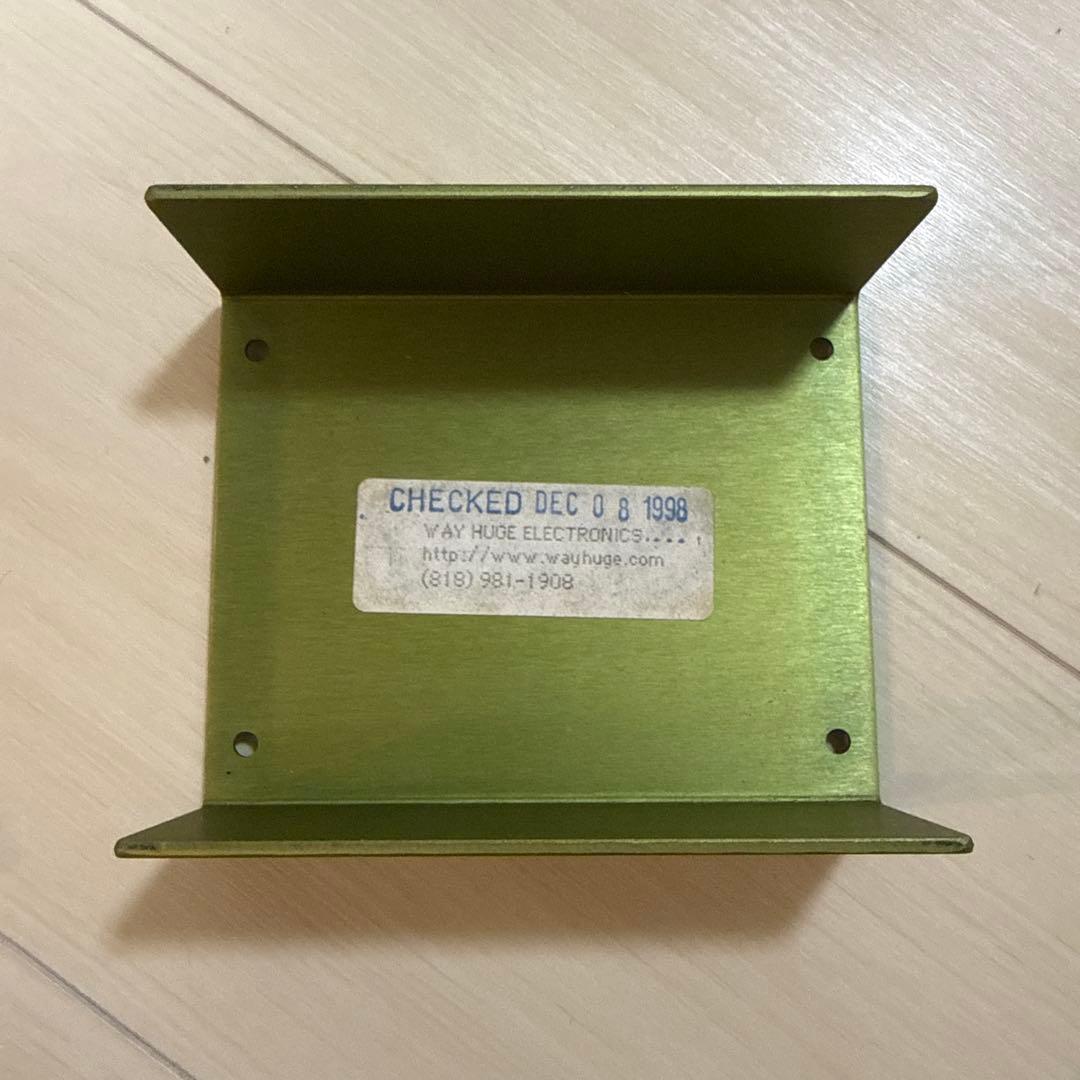 CHECKED DEC 0 8 1998
WAY HUGE ELECTRONICS....
http://www.wayhuge.com
(818) 981-1908